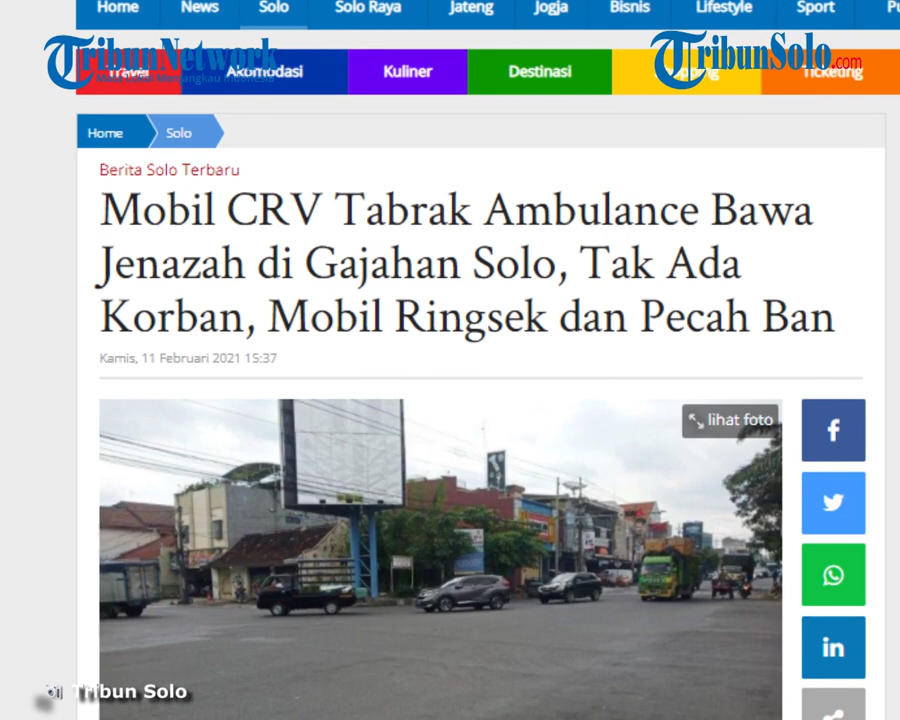 Home News Solo Solo Raya Jateng Jogja Bisnis Lifestyle Sport
TribunNetwork
TribunSolo.com
Travel Akomodasi Kuliner Destinasi Shopping Ticketing
Home Solo
Berita Solo Terbaru
Mobil CRV Tabrak Ambulance Bawa
Jenazah di Gajahan Solo, Tak Ada
Korban, Mobil Ringsek dan Pecah Ban
Kamis, 11 Februari 2021 15:37
lihat foto
Tribun Solo